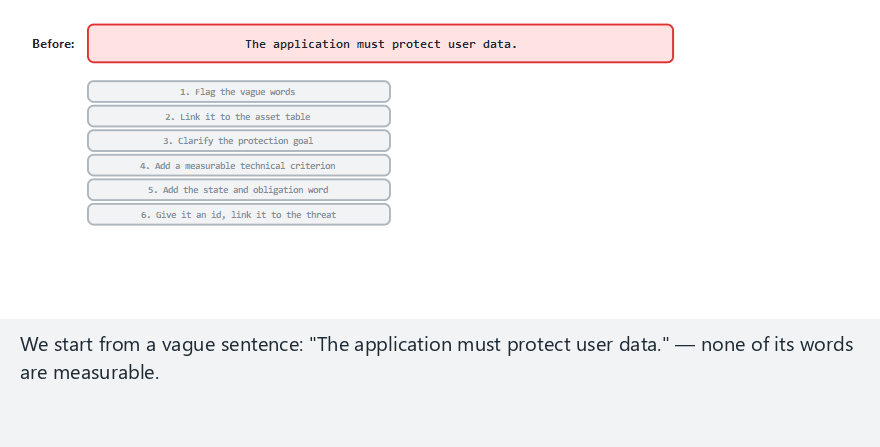 Before: The application must protect user data.
1. Flag the vague words
2. Link it to the asset table
3. Clarify the protection goal
4. Add a measurable technical criterion
5. Add the state and obligation word
6. Give it an id, link it to the threat
We start from a vague sentence: "The application must protect user data." — none of its words
are measurable.